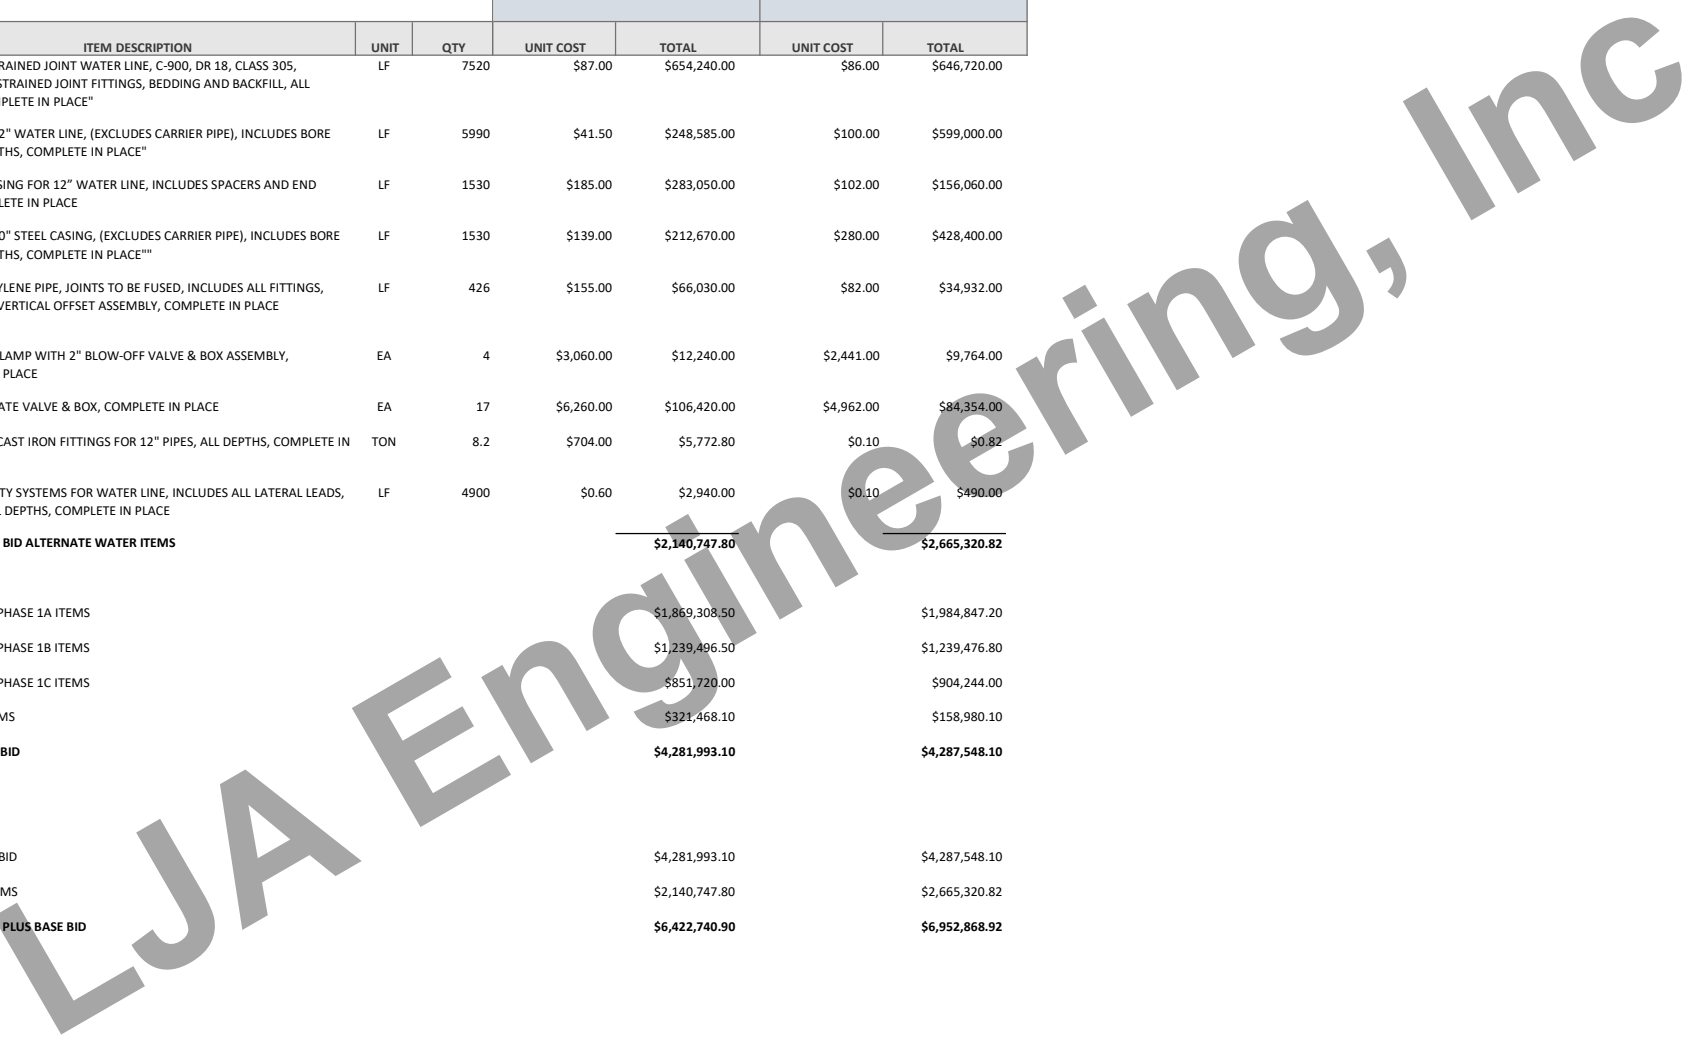 ITEM DESCRIPTION UNIT QTY UNIT COST TOTAL UNIT COST TOTAL
RAINED JOINT WATER LINE, C-900, DR 18, CLASS 305, LF 7520 $87.00 $654,240.00 $86.00 $646,720.00
STRAINED JOINT FITTINGS, BEDDING AND BACKFILL, ALL
MPLETE IN PLACE"
2" WATER LINE, (EXCLUDES CARRIER PIPE), INCLUDES BORE LF 5990 $41.50 $248,585.00 $100.00 $599,000.00
THS, COMPLETE IN PLACE"
SING FOR 12” WATER LINE, INCLUDES SPACERS AND END LF 1530 $185.00 $283,050.00 $102.00 $156,060.00
LETE IN PLACE
0" STEEL CASING, (EXCLUDES CARRIER PIPE), INCLUDES BORE LF 1530 $139.00 $212,670.00 $280.00 $428,400.00
THS, COMPLETE IN PLACE""
YLENE PIPE, JOINTS TO BE FUSED, INCLUDES ALL FITTINGS, LF 426 $155.00 $66,030.00 $82.00 $34,932.00
VERTICAL OFFSET ASSEMBLY, COMPLETE IN PLACE
LAMP WITH 2" BLOW-OFF VALVE & BOX ASSEMBLY, EA 4 $3,060.00 $12,240.00 $2,441.00 $9,764.00
PLACE
ATE VALVE & BOX, COMPLETE IN PLACE EA 17 $6,260.00 $106,420.00 $4,962.00 $84,354.00
CAST IRON FITTINGS FOR 12" PIPES, ALL DEPTHS, COMPLETE IN TON 8.2 $704.00 $5,772.80 $0.10 $0.82
TY SYSTEMS FOR WATER LINE, INCLUDES ALL LATERAL LEADS, LF 4900 $0.60 $2,940.00 $0.10 $490.00
L DEPTHS, COMPLETE IN PLACE
BID ALTERNATE WATER ITEMS $2,140,747.80 $2,665,320.82
PHASE 1A ITEMS $1,869,308.50 $1,984,847.20
PHASE 1B ITEMS $1,239,496.50 $1,239,476.80
PHASE 1C ITEMS $851,720.00 $904,244.00
MS $321,468.10 $158,980.10
BID $4,281,993.10 $4,287,548.10
BID $4,281,993.10 $4,287,548.10
MS $2,140,747.80 $2,665,320.82
PLUS BASE BID $6,422,740.90 $6,952,868.92
LJA Engineering, Inc